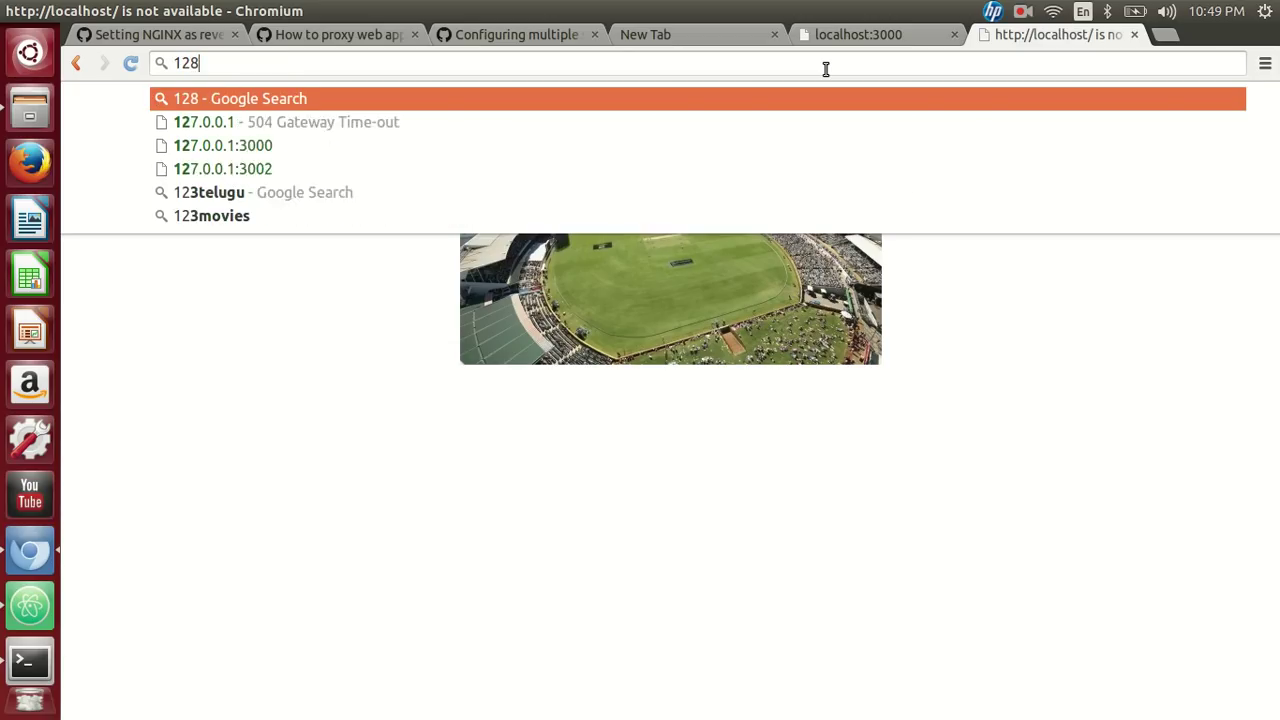 http://localhost/ is not available - Chromium
En
10:49 PM
Setting NGINX as reve
How to proxy web app
Configuring multiple
New Tab
localhost:3000
http://localhost/ is no
128
128 - Google Search
127.0.0.1 - 504 Gateway Time-out
127.0.0.1:3000
127.0.0.1:3002
123telugu - Google Search
123movies
hp
a
You
Tube
>_